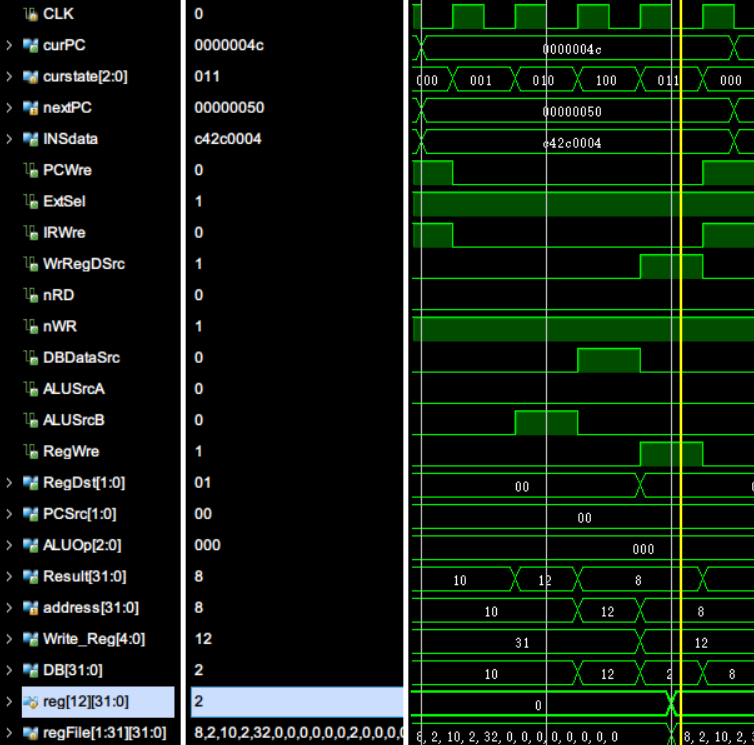 CLK 0
curPC 0000004c 0000004c
curstate[2:0] 011 000 001 010 100 011 000
nextPC 00000050 00000050
INSdata c42c0004 c42c0004
PCWre 0
ExtSel 1
IRWre 0
WrRegDSrc 1
nRD 0
nWR 1
DBDataSrc 0
ALUSrcA 0
ALUSrcB 0
RegWre 1
RegDst[1:0] 01 00
PCSrc[1:0] 00 00
ALUOp[2:0] 000 000
Result[31:0] 8 10 12 8
address[31:0] 8 10 12 8
Write_Reg[4:0] 12 31 12
DB[31:0] 2 10 12 2 8
reg[12][31:0] 2 0
regFile[1:31][31:0] 8,2,10,2,32,0,0,0,0,0,0,2,0,0,0,0 8, 2, 10, 2, 32, 0, 0, 0, 0, 0, 0, 0, 0 8, 2, 10, 2, 3